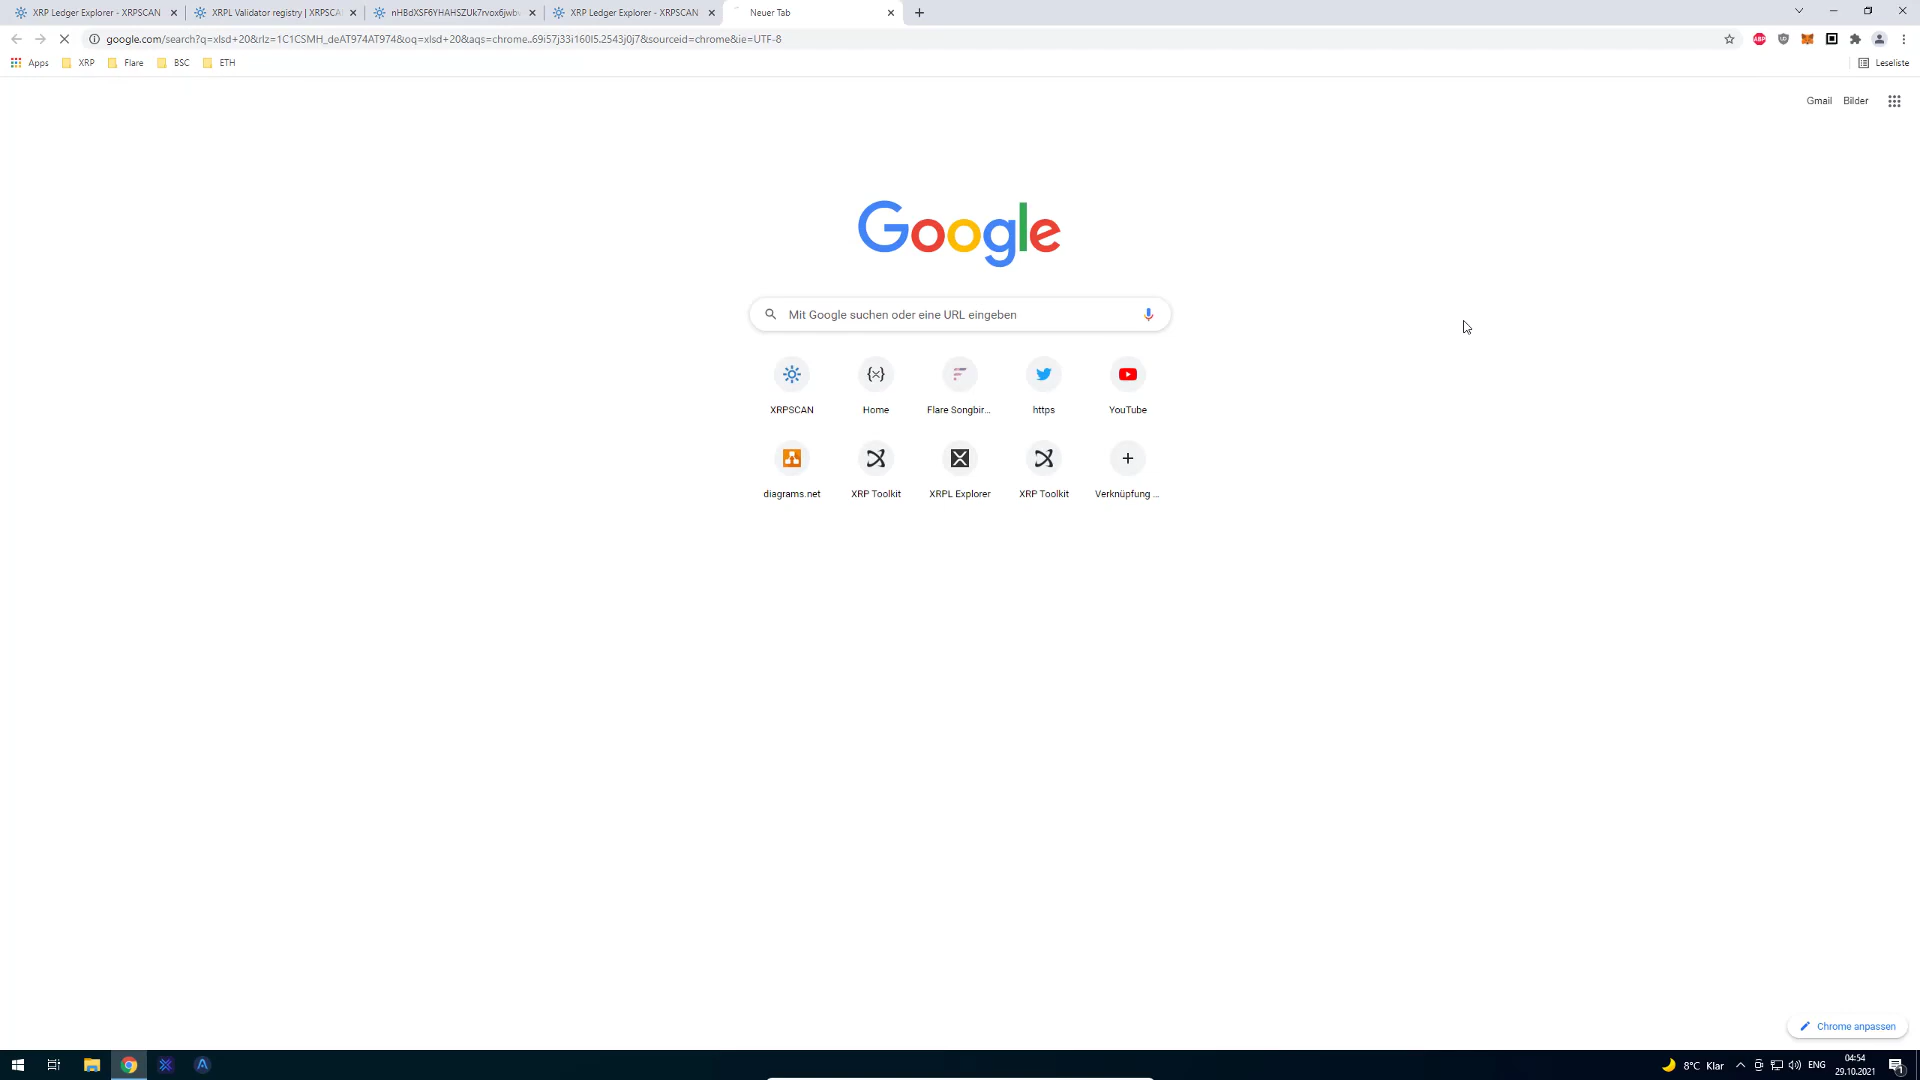 XRP Ledger Explorer - XRPSCAN
XRPL Validator registry | XRPSCA
nHBdXSF6YHAHSZUk7rvox6jwb
XRP Ledger Explorer - XRPSCAN
Neuer Tab
google.com/search?q=xlsd+20&rlz=1C1CSMH_deAT974AT974&oq=xlsd+20&aqs=chrome..69i57j33i160l5.2543j0j7&sourceid=chrome&ie=UTF-8
ABP
Apps
XRP
Flare
BSC
ETH
Leseliste
Gmail
Bilder
Google
Mit Google suchen oder eine URL eingeben
XRPSCAN
Home
Flare Songbir...
https
YouTube
diagrams.net
XRP Toolkit
XRPL Explorer
XRP Toolkit
Verknüpfung ...
Chrome anpassen
8°C Klar
ENG
04:54
29.10.2021
1